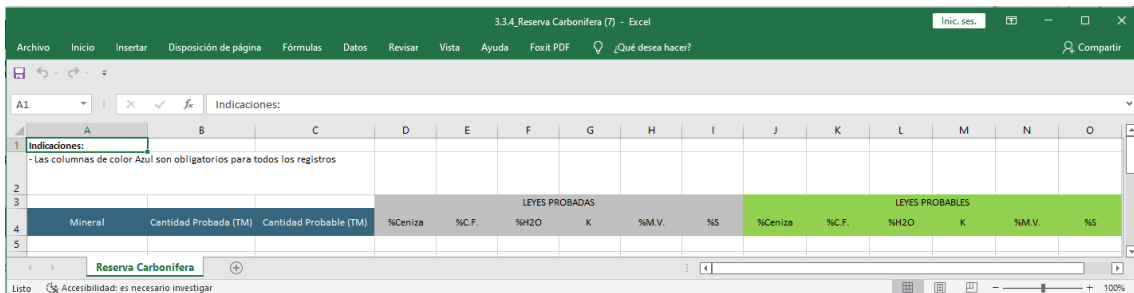 3.3.4_Reserva Carbonifera (7) - Excel
Inic. ses.
Archivo Inicio Insertar Disposición de página Fórmulas Datos Revisar Vista Ayuda Foxit PDF ¿Qué desea hacer? Compartir
A1 fx Indicaciones:
A B C D E F G H I J K L M N O
1 Indicaciones:
- Las columnas de color Azul son obligatorios para todos los registros
2
3 LEYES PROBADAS LEYES PROBABLES
4 Mineral Cantidad Probada (TM) Cantidad Probable (TM) %Ceniza %C.F. %H2O K %M.V. %S %Ceniza %C.F. %H2O K %M.V. %S
5
Reserva Carbonifera
Listo Accesibilidad: es necesario investigar 100%